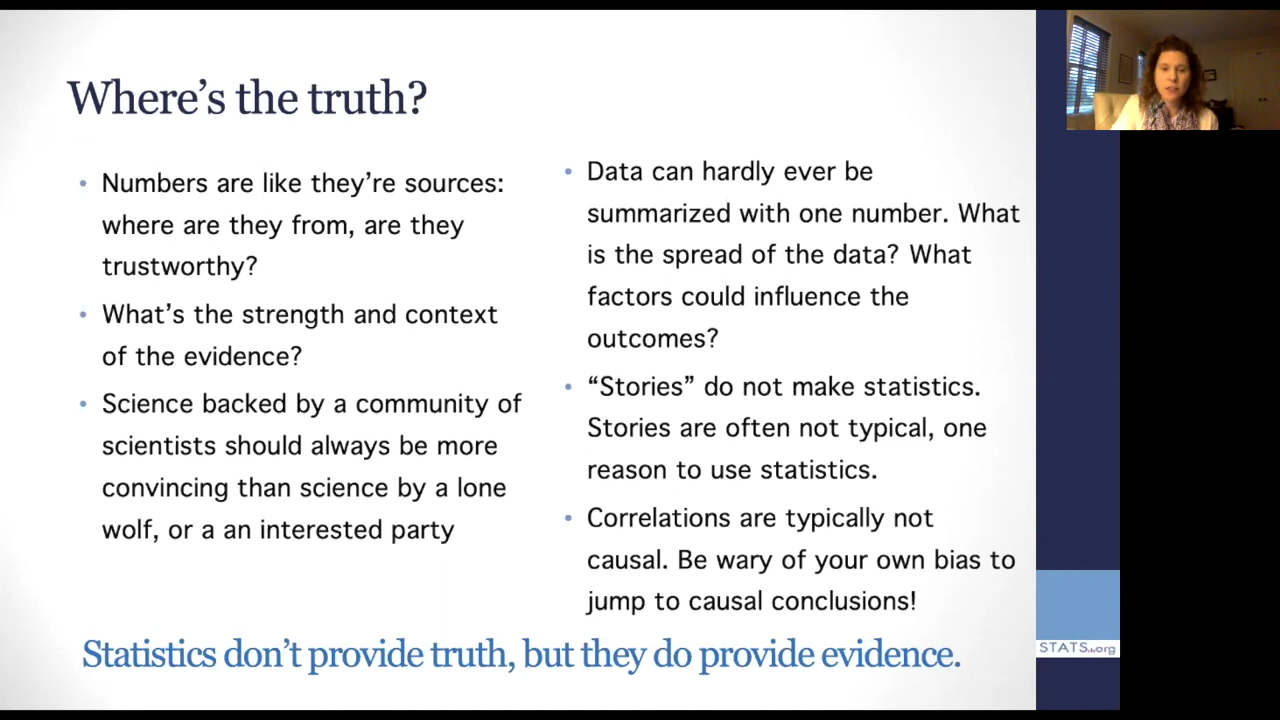 Where's the truth?
• Numbers are like they're sources:
where are they from, are they
trustworthy?
• What's the strength and context
of the evidence?
• Science backed by a community of
scientists should always be more
convincing than science by a lone
wolf, or a an interested party
• Data can hardly ever be
summarized with one number. What
is the spread of the data? What
factors could influence the
outcomes?
• “Stories” do not make statistics.
Stories are often not typical, one
reason to use statistics.
• Correlations are typically not
causal. Be wary of your own bias to
jump to causal conclusions!
Statistics don't provide truth, but they do provide evidence.
STATS.org